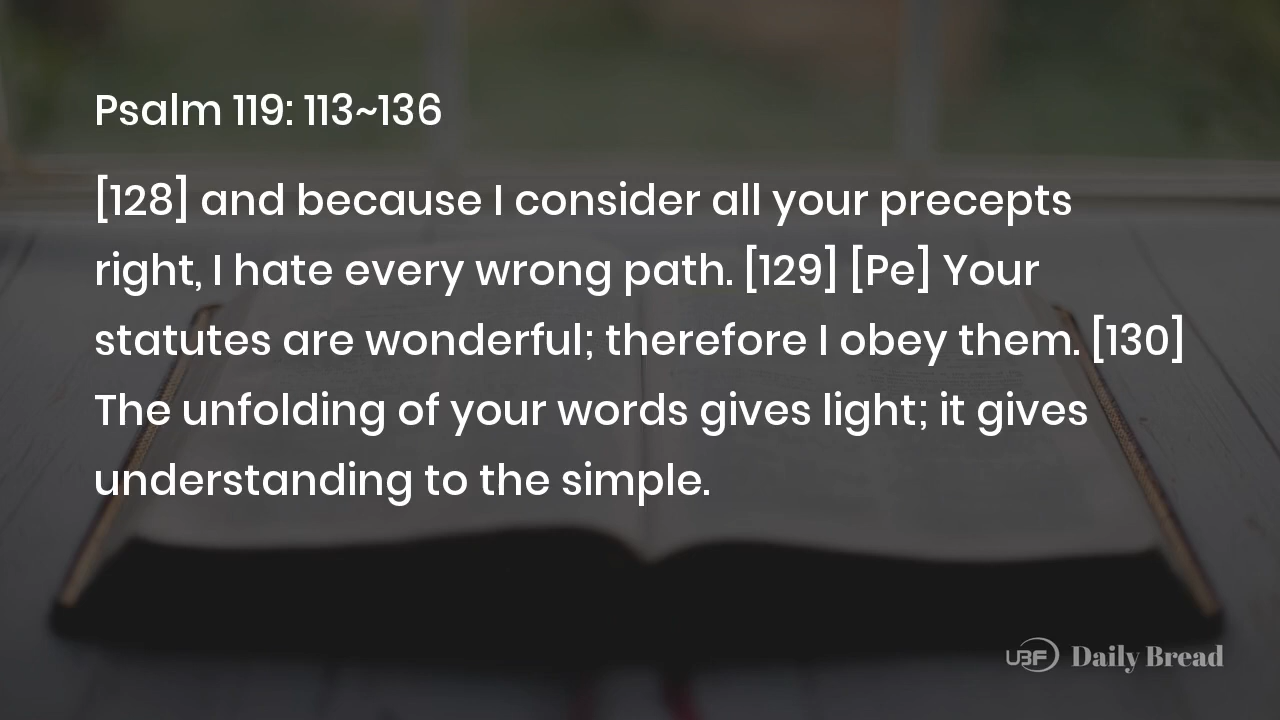 Psalm 119: 113~136
[128] and because I consider all your precepts
right, I hate every wrong path. [129] [Pe] Your
statutes are wonderful; therefore I obey them. [130]
The unfolding of your words gives light; it gives
understanding to the simple.
UBF Daily Bread